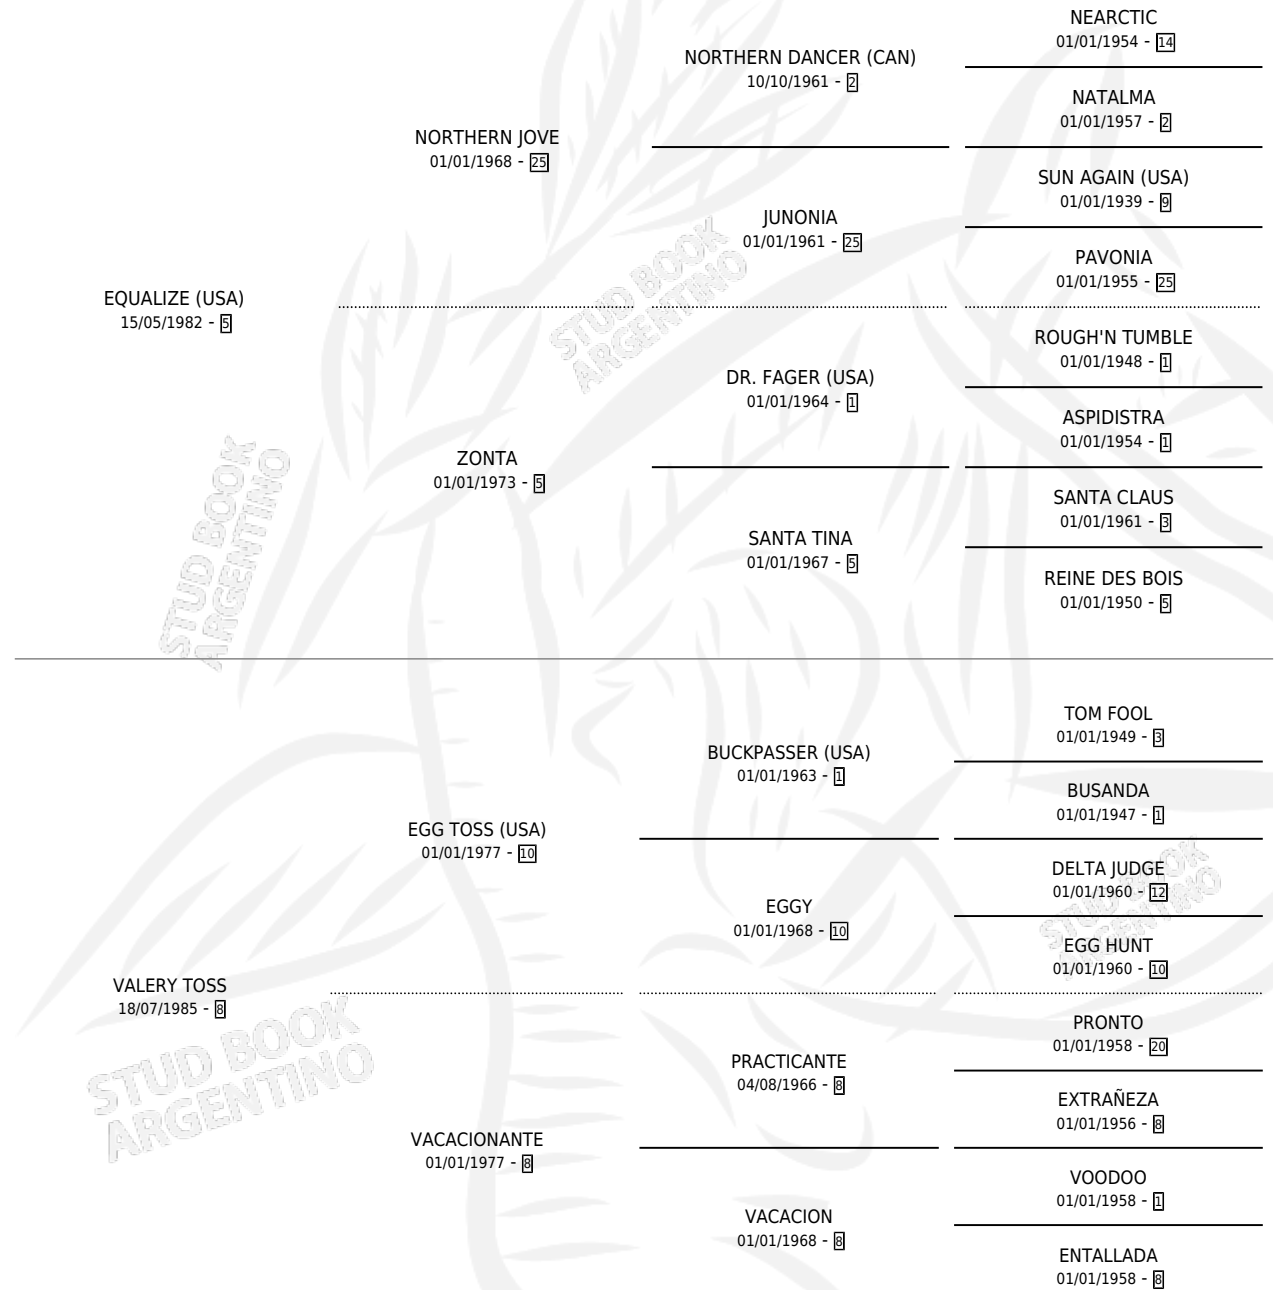 NEARCTIC
01/01/1954 - 14
NORTHERN DANCER (CAN)
10/10/1961 - 2
NATALMA
01/01/1957 - 2
NORTHERN JOVE
01/01/1968 - 25
SUN AGAIN (USA)
01/01/1939 - 9
JUNONIA
01/01/1961 - 25
PAVONIA
01/01/1955 - 25
EQUALIZE (USA)
15/05/1982 - 5
ROUGH'N TUMBLE
01/01/1948 - 1
DR. FAGER (USA)
01/01/1964 - 1
ASPIDISTRA
01/01/1954 - 1
ZONTA
01/01/1973 - 5
SANTA CLAUS
01/01/1961 - 3
SANTA TINA
01/01/1967 - 5
REINE DES BOIS
01/01/1950 - 5
STUD BOOK
ARGENTINO
STUD BOOK
ARGENTINO
TOM FOOL
01/01/1949 - 3
BUCKPASSER (USA)
01/01/1963 - 1
BUSANDA
01/01/1947 - 1
EGG TOSS (USA)
01/01/1977 - 10
DELTA JUDGE
01/01/1960 - 12
EGGY
01/01/1968 - 10
EGG HUNT
01/01/1960 - 10
STUD BOOK
ARGENTINO
VALERY TOSS
18/07/1985 - 8
PRONTO
01/01/1958 - 20
PRACTICANTE
04/08/1966 - 8
EXTRAÑEZA
01/01/1956 - 8
STUD BOOK
ARGENTINO
VACACIONANTE
01/01/1977 - 8
VOODOO
01/01/1958 - 1
VACACION
01/01/1968 - 8
ENTALLADA
01/01/1958 - 8